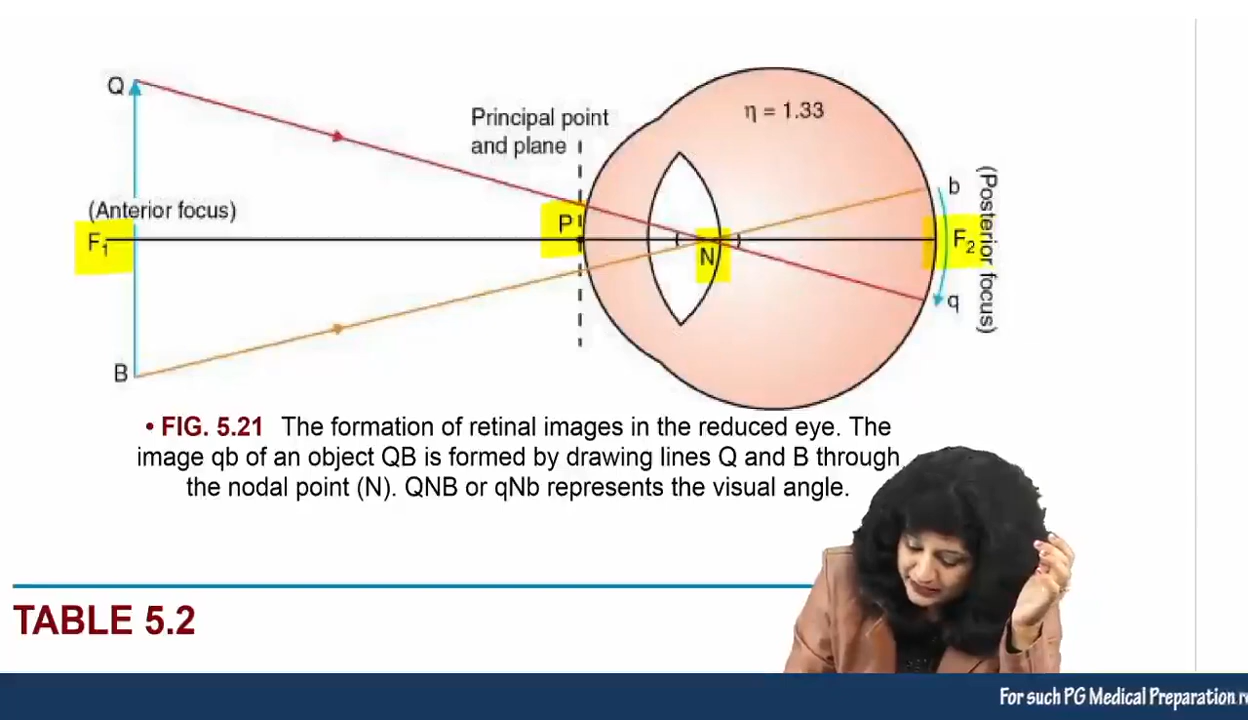 Q
Principal point
and plane
η = 1.33
(Anterior focus)
F₁
P
N
b
F₂
q
(Posterior focus)
B
• FIG. 5.21 The formation of retinal images in the reduced eye. The
image qb of an object QB is formed by drawing lines Q and B through
the nodal point (N). QNB or qNb represents the visual angle.
TABLE 5.2
For such PG Medical Preparation